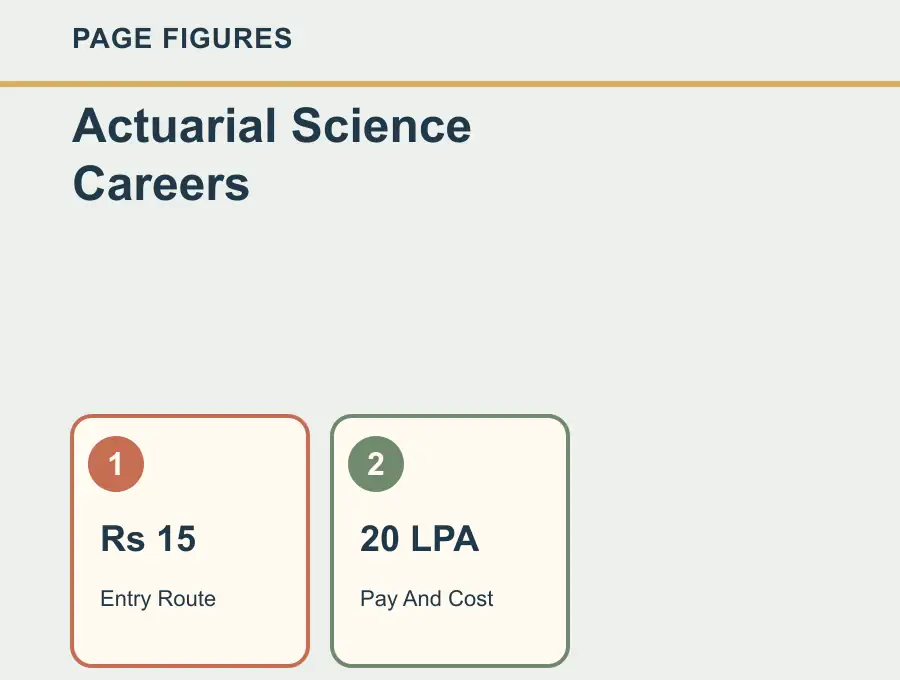 PAGE FIGURES
Actuarial Science
Careers
1
Rs 15
Entry Route
2
20 LPA
Pay And Cost